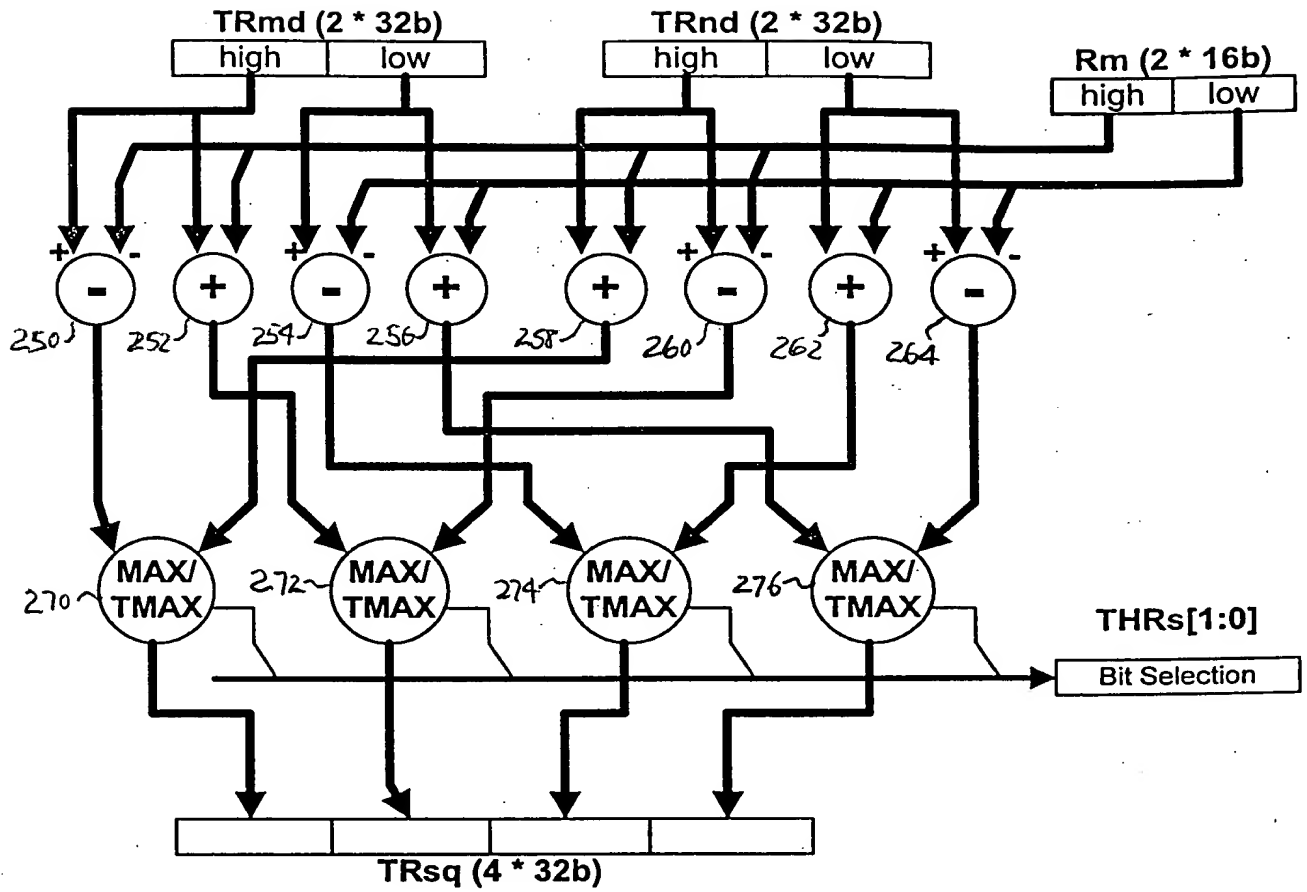 TRmd (2 * 32b) TRnd (2 * 32b)
high low high low Rm (2 * 16b)
high low
+ - + - + - + -
- + - + + - + -
250 252 254 256 258 260 262 264
MAX/ MAX/ MAX/ MAX/
TMAX TMAX TMAX TMAX
270 272 274 276
THRs[1:0]
Bit Selection
TRsq (4 * 32b)